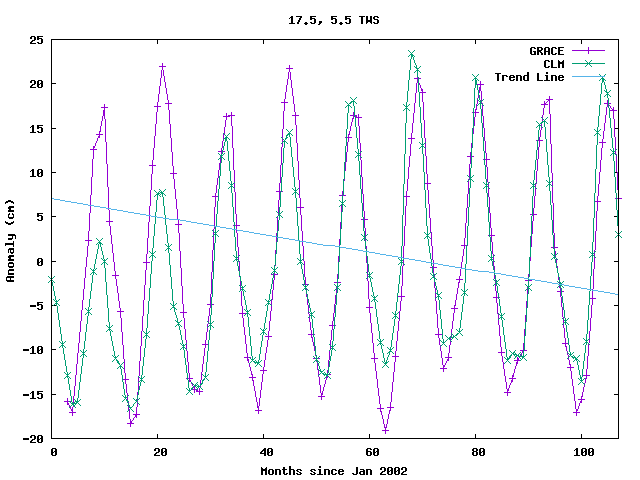 17.5, 5.5 TWS
GRACE
CLM
Trend Line
25
20
15
10
5
0
-5
-10
-15
-20
Anomaly (cm)
0 20 40 60 80 100
Months since Jan 2002